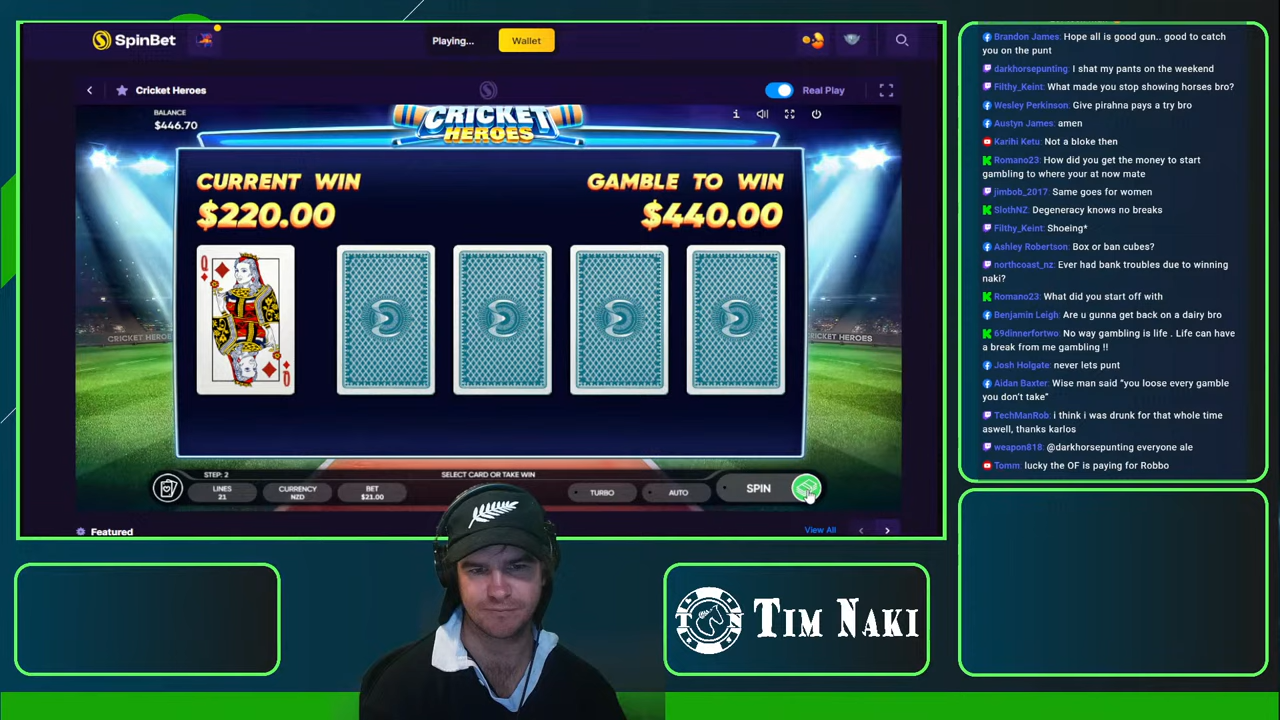 SpinBet
Playing...
Wallet
Cricket Heroes
Real Play
BALANCE
$446.70
CRICKET
HEROES
CURRENT WIN
$220.00
GAMBLE TO WIN
$440.00
Q
Q
CRICKET HEROES
CRICKET HEROES
STEP: 2
SELECT CARD OR TAKE WIN
LINES
21
CURRENCY
NZD
BET
$21.00
TURBO
AUTO
SPIN
Featured
View All
TIM NAKI
Brandon James: Hope all is good gun.. good to catch
you on the punt
darkhorsepunting: I shat my pants on the weekend
Filthy_Keint: What made you stop showing horses bro?
Wesley Perkinson: Give pirahna pays a try bro
Austyn James: amen
Karihi Ketu: Not a bloke then
Romano23: How did you get the money to start
gambling to where your at now mate
jimbob_2017: Same goes for women
SlothNZ: Degeneracy knows no breaks
Filthy_Keint: Shoeing*
Ashley Robertson: Box or ban cubes?
northcoast_nz: Ever had bank troubles due to winning
naki?
Romano23: What did you start off with
Benjamin Leigh: Are u gunna get back on a dairy bro
69dinnerfortwo: No way gambling is life . Life can have
a break from me gambling !!
Josh Holgate: never lets punt
Aidan Baxter: Wise man said "you loose every gamble
you don't take"
TechManRob: i think i was drunk for that whole time
aswell, thanks karlos
weapon818: @darkhorsepunting everyone ale
Tomm: lucky the OF is paying for Robbo